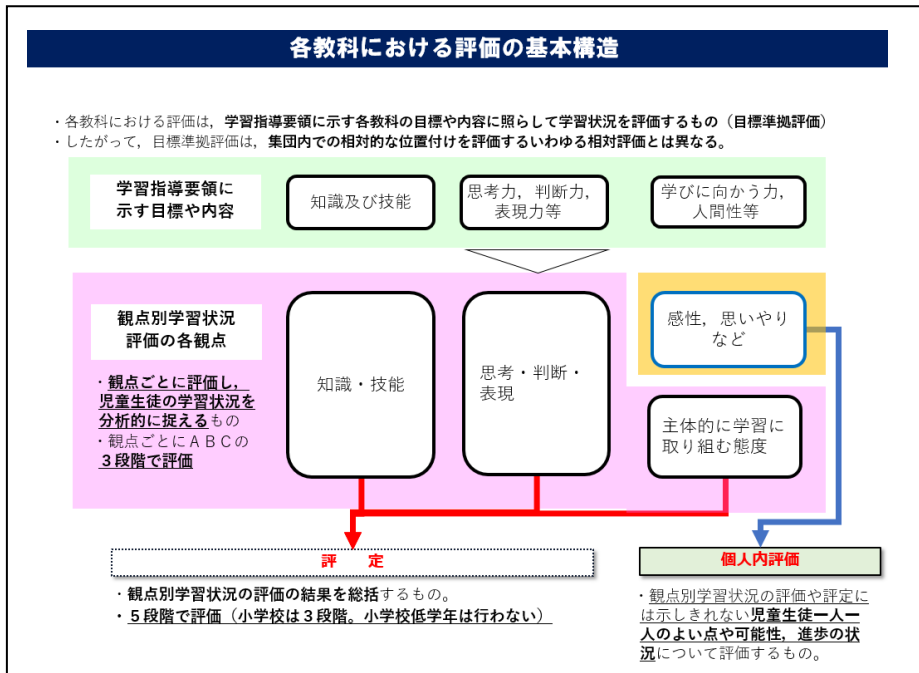 各教科における評価の基本構造
・各教科における評価は，学習指導要領に示す各教科の目標や内容に照らして学習状況を評価するもの（目標準拠評価）
・したがって，目標準拠評価は，集団内での相対的な位置付けを評価するいわゆる相対評価とは異なる。
学習指導要領に
示す目標や内容
知識及び技能
思考力，判断力，
表現力等
学びに向かう力，
人間性等
観点別学習状況
評価の各観点
・観点ごとに評価し，
児童生徒の学習状況を
分析的に捉えるもの
・観点ごとにＡＢＣの
３段階で評価
知識・技能
思考・判断・
表現
感性，思いやり
など
主体的に学習に
取り組む態度
評　定
・観点別学習状況の評価の結果を総括するもの。
・５段階で評価（小学校は３段階。小学校低学年は行わない）
個人内評価
・観点別学習状況の評価や評定に
は示しきれない児童生徒一人一
人のよい点や可能性，進歩の状
況について評価するもの。